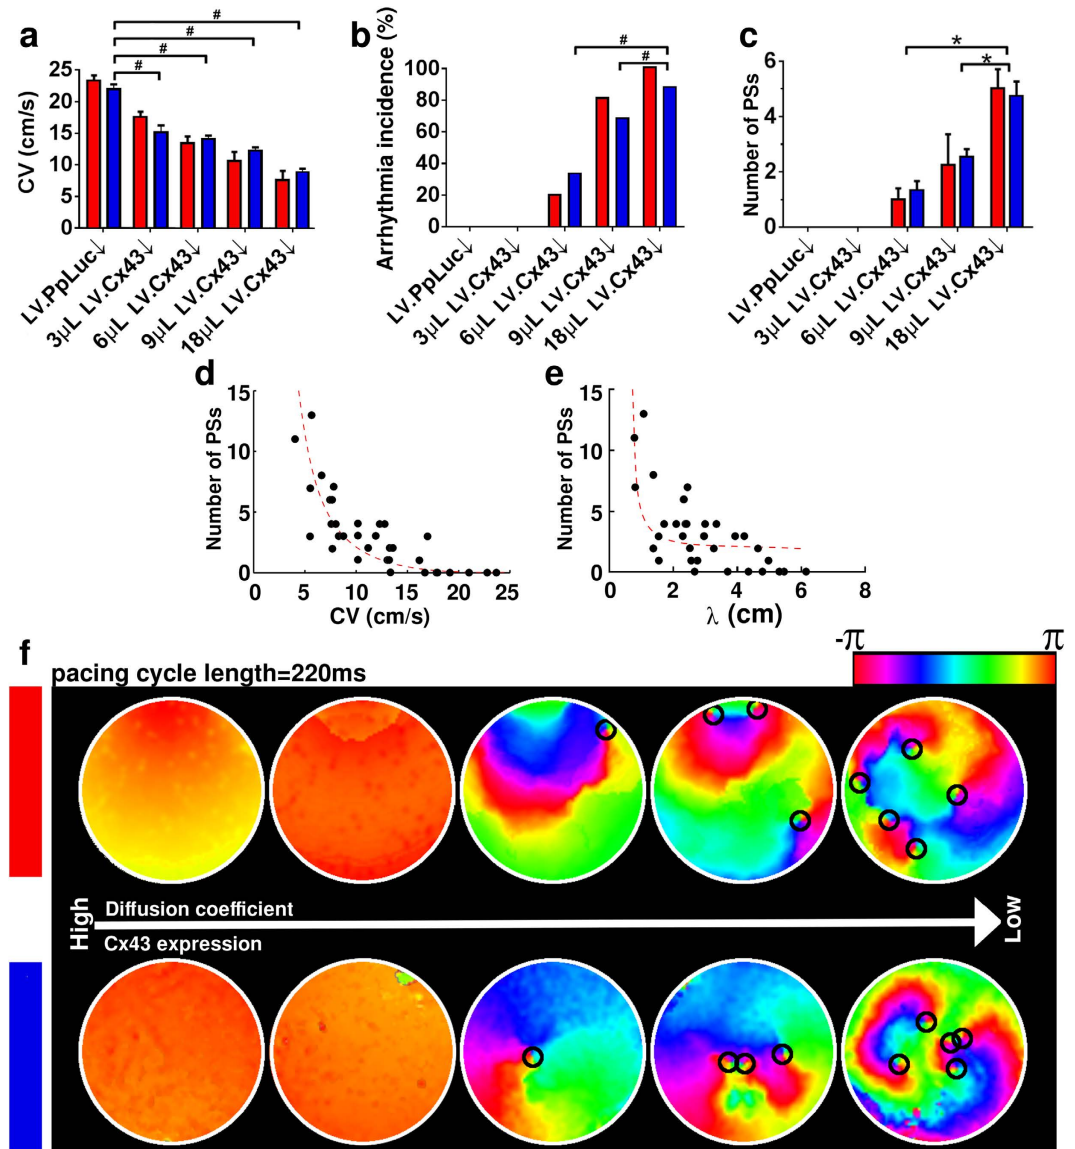 a
b
c
#
#
#
#
#
#
*
*
CV (cm/s)
25
20
15
10
5
0
LV.PpLuc↓
3µL LV.Cx43↓
6µL LV.Cx43↓
9µL LV.Cx43↓
18µL LV.Cx43↓
Arrhythmia incidence (%)
100
80
60
40
20
0
LV.PpLuc↓
3µL LV.Cx43↓
6µL LV.Cx43↓
9µL LV.Cx43↓
18µL LV.Cx43↓
Number of PSs
6
4
2
0
LV.PpLuc↓
3µL LV.Cx43↓
6µL LV.Cx43↓
9µL LV.Cx43↓
18µL LV.Cx43↓
d
Number of PSs
15
10
5
0
0 5 10 15 20 25
CV (cm/s)
e
Number of PSs
15
10
5
0
0 2 4 6 8
λ (cm)
f
pacing cycle length=220ms
-π π
High
Diffusion coefficient
Cx43 expression
Low